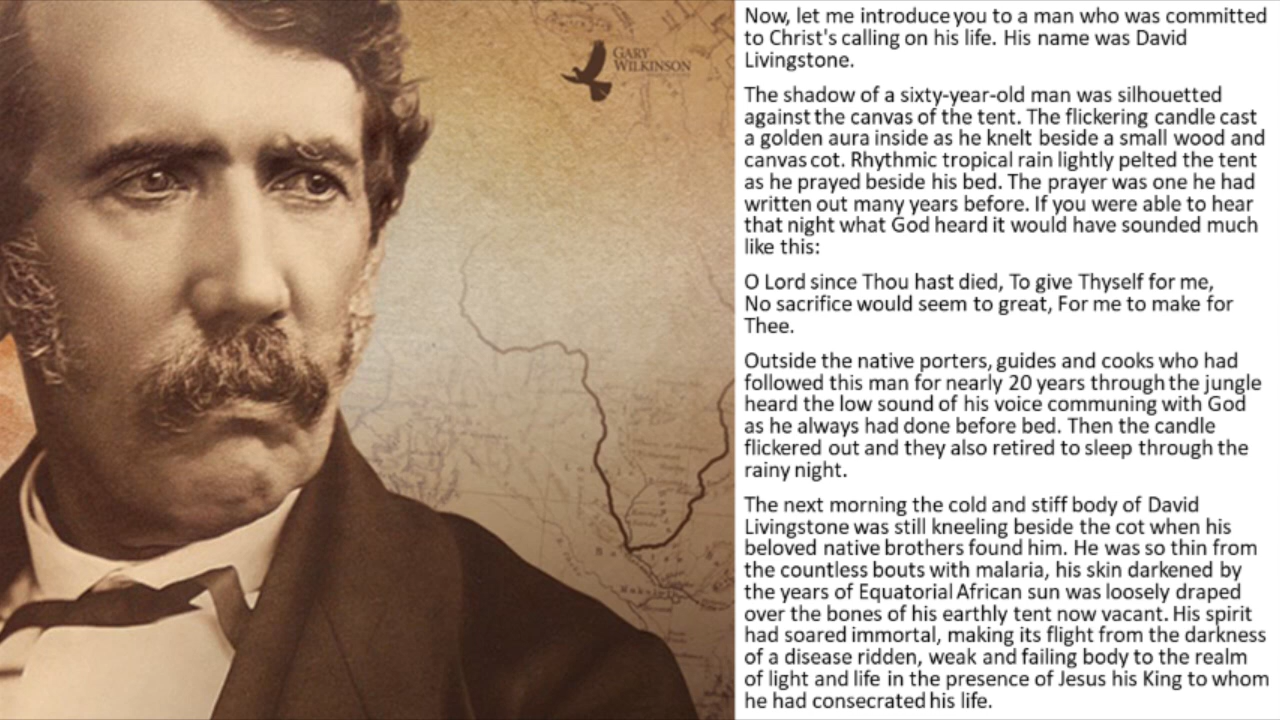 GARY
WILKINSON
Now, let me introduce you to a man who was committed
to Christ's calling on his life. His name was David
Livingstone.
The shadow of a sixty-year-old man was silhouetted
against the canvas of the tent. The flickering candle cast
a golden aura inside as he knelt beside a small wood and
canvas cot. Rhythmic tropical rain lightly pelted the tent
as he prayed beside his bed. The prayer was one he had
written out many years before. If you were able to hear
that night what God heard it would have sounded much
like this:
O Lord since Thou hast died, To give Thyself for me,
No sacrifice would seem to great, For me to make for
Thee.
Outside the native porters, guides and cooks who had
followed this man for nearly 20 years through the jungle
heard the low sound of his voice communing with God
as he always had done before bed. Then the candle
flickered out and they also retired to sleep through the
rainy night.
The next morning the cold and stiff body of David
Livingstone was still kneeling beside the cot when his
beloved native brothers found him. He was so thin from
the countless bouts with malaria, his skin darkened by
the years of Equatorial African sun was loosely draped
over the bones of his earthly tent now vacant. His spirit
had soared immortal, making its flight from the darkness
of a disease ridden, weak and failing body to the realm
of light and life in the presence of Jesus his King to whom
he had consecrated his life.